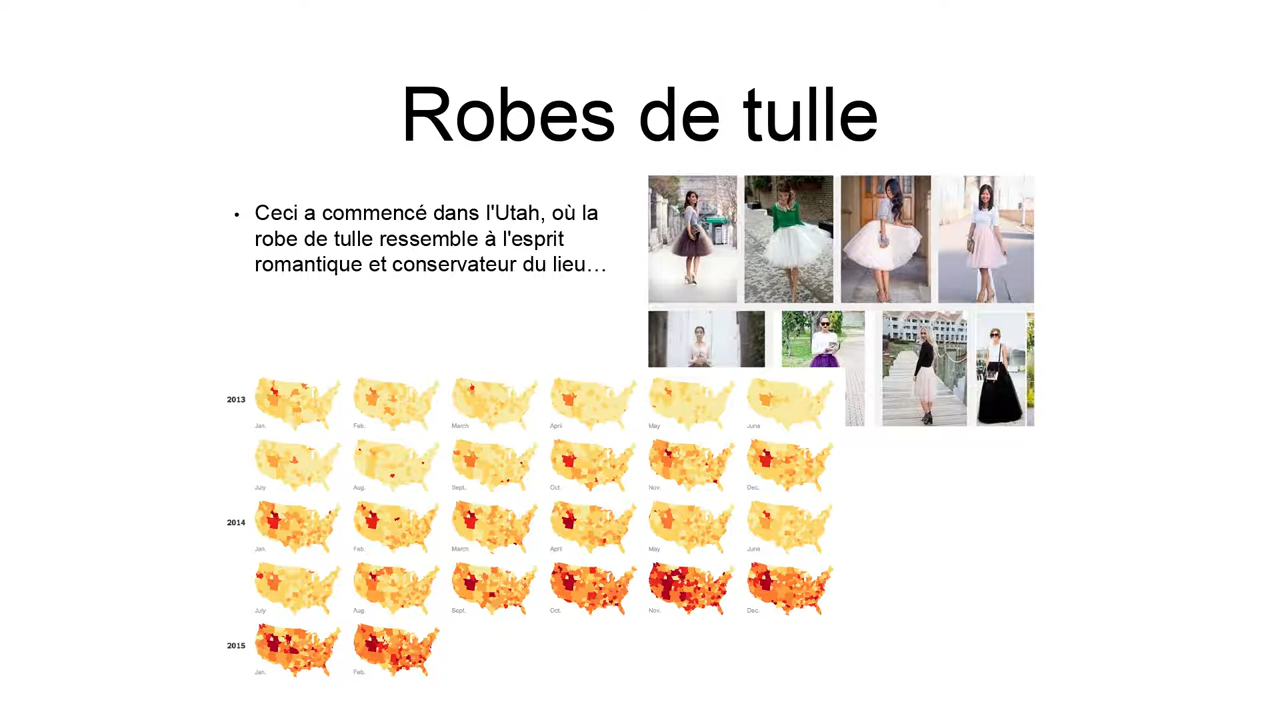 Robes de tulle
• Ceci a commencé dans l'Utah, où la
robe de tulle ressemble à l'esprit
romantique et conservateur du lieu…
2013
Jan. Feb. March April May June
July Aug. Sept. Oct. Nov. Dec.
2014
Jan. Feb. March April May June
July Aug. Sept. Oct. Nov. Dec.
2015
Jan. Feb.